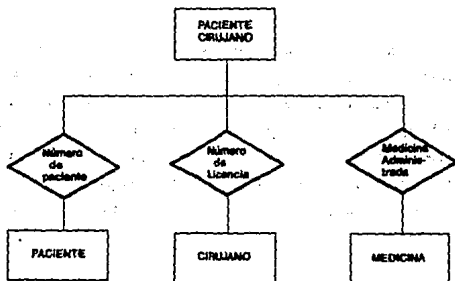 PACIENTE
CIRUJANO
Número
de
paciente
Número
de
Licencia
Medicina
Adminis-
trada
PACIENTE
CIRUJANO
MEDICINA